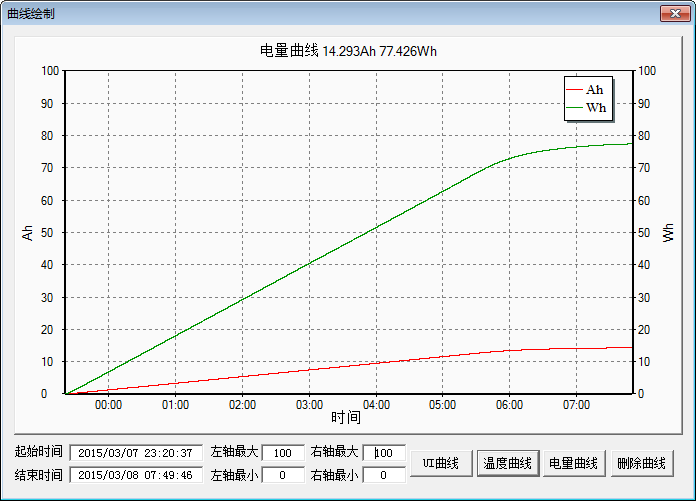 曲线绘制
电量曲线 14.293Ah 77.426Wh
Ah
Wh
100 100
90 90
80 80
70 70
60 60
50 50
40 40
30 30
20 20
10 10
0 0
Ah
Wh
00:00 01:00 02:00 03:00 04:00 05:00 06:00 07:00
时间
起始时间 2015/03/07 23:20:37 左轴最大 100 右轴最大 100
结束时间 2015/03/08 07:49:46 左轴最小 0 右轴最小 0
UI曲线 温度曲线 电量曲线 删除曲线